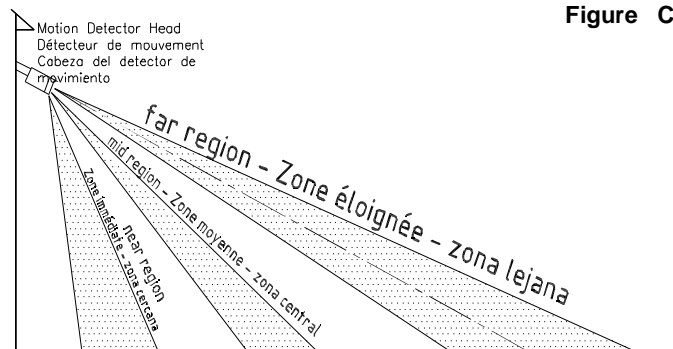 Figure C
Motion Detector Head
Détecteur de mouvement
Cabeza del detector de
movimiento
far region - Zone éloignée - zona lejana
mid region - Zone moyenne - zona central
near region
Zone immédiate - zona cercana